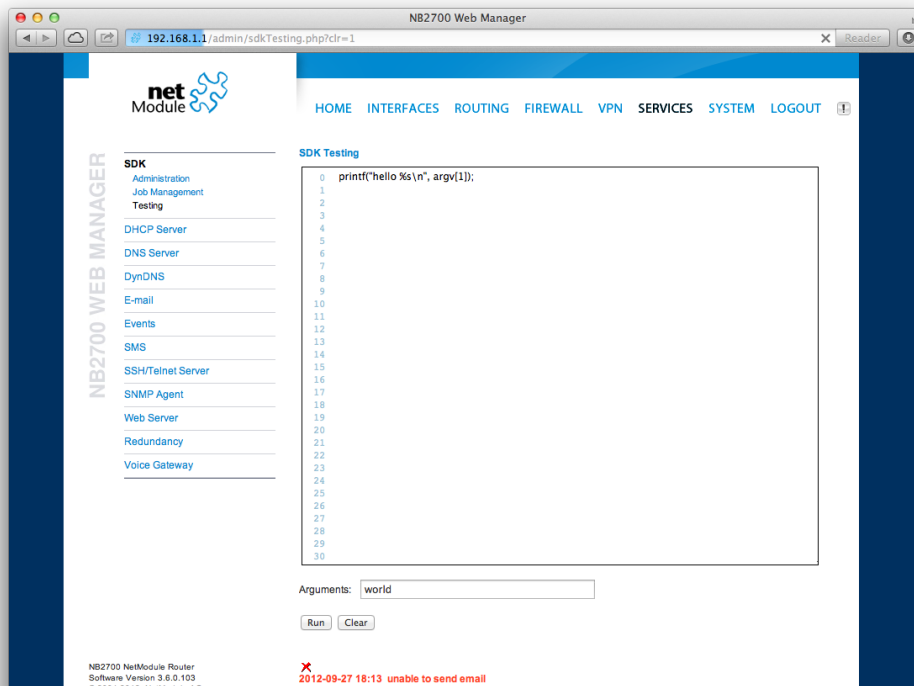 NB2700 Web Manager
192.168.1.1/admin/sdkTesting.php?clr=1
Reader
net
Module
HOME INTERFACES ROUTING FIREWALL VPN SERVICES SYSTEM LOGOUT
NB2700 WEB MANAGER
SDK
Administration
Job Management
Testing
DHCP Server
DNS Server
DynDNS
E-mail
Events
SMS
SSH/Telnet Server
SNMP Agent
Web Server
Redundancy
Voice Gateway
SDK Testing
0 printf("hello %s\n", argv[1]);
1
2
3
4
5
6
7
8
9
10
11
12
13
14
15
16
17
18
19
20
21
22
23
24
25
26
27
28
29
30
Arguments: world
Run Clear
NB2700 NetModule Router
Software Version 3.6.0.103
2012-09-27 18:13 unable to send email